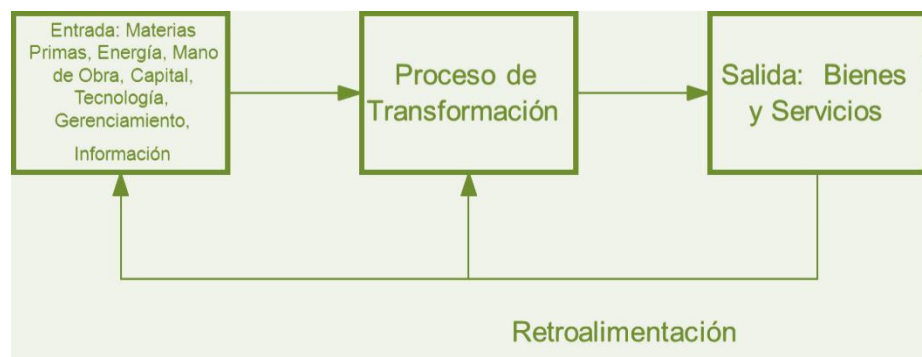 Entrada: Materias
Primas, Energía, Mano
de Obra, Capital,
Tecnología,
Gerenciamiento,
Información
Proceso de
Transformación
Salida: Bienes
y Servicios
Retroalimentación